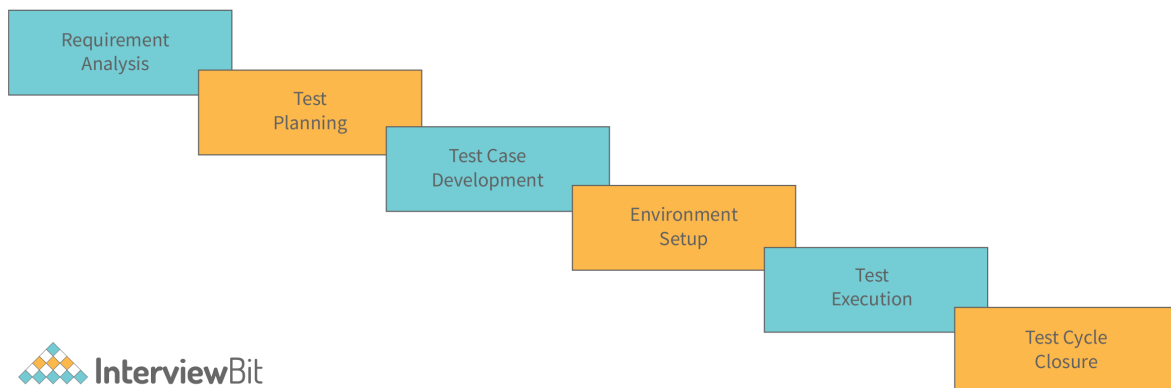 Requirement
Analysis
Test
Planning
Test Case
Development
Environment
Setup
Test
Execution
Test Cycle
Closure
InterviewBit